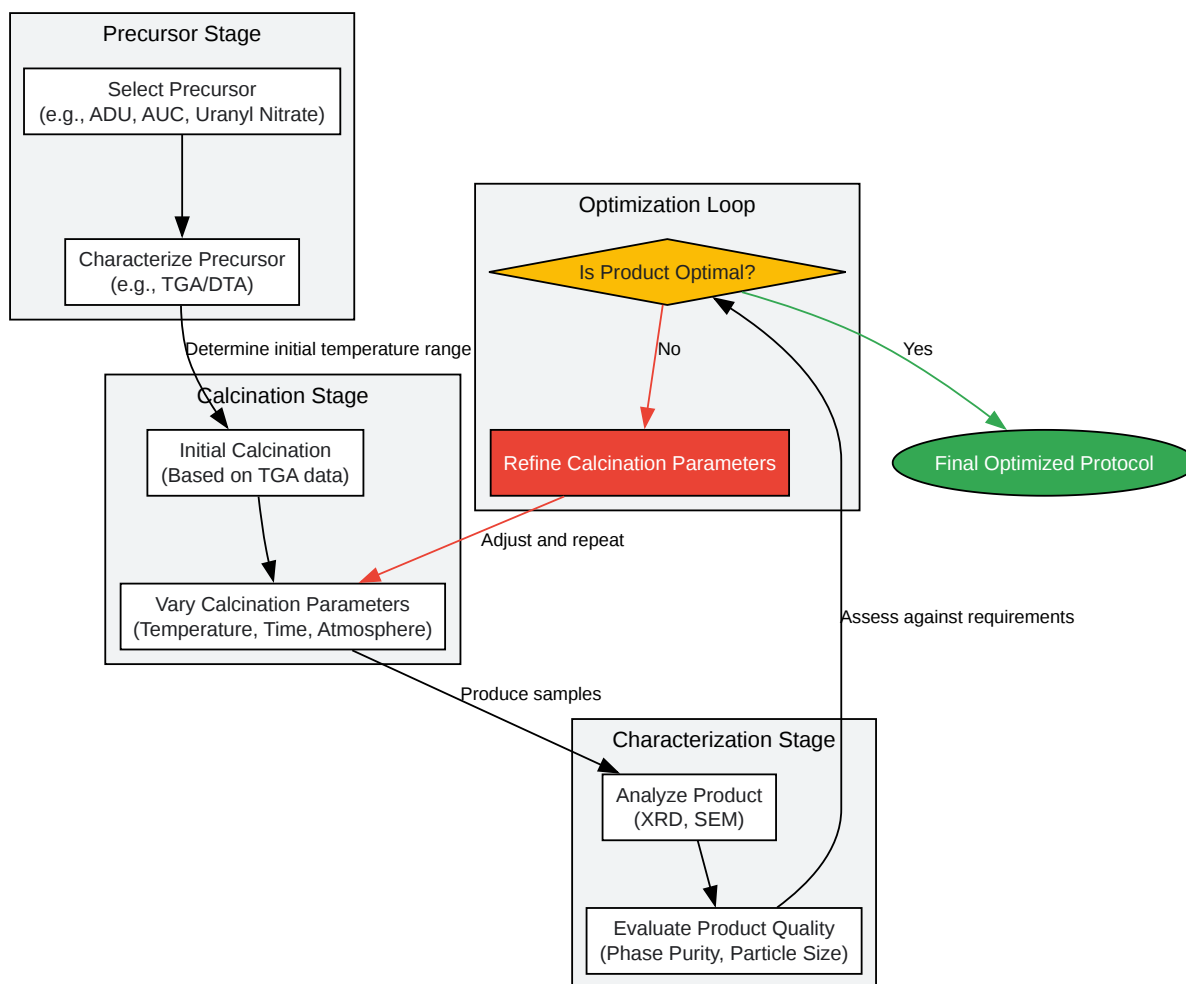 Precursor Stage
Select Precursor
(e.g., ADU, AUC, Uranyl Nitrate)
Characterize Precursor
(e.g., TGA/DTA)
Determine initial temperature range
Calcination Stage
Initial Calcination
(Based on TGA data)
Vary Calcination Parameters
(Temperature, Time, Atmosphere)
Produce samples
Optimization Loop
Is Product Optimal?
No
Yes
Refine Calcination Parameters
Final Optimized Protocol
Adjust and repeat
Assess against requirements
Characterization Stage
Analyze Product
(XRD, SEM)
Evaluate Product Quality
(Phase Purity, Particle Size)